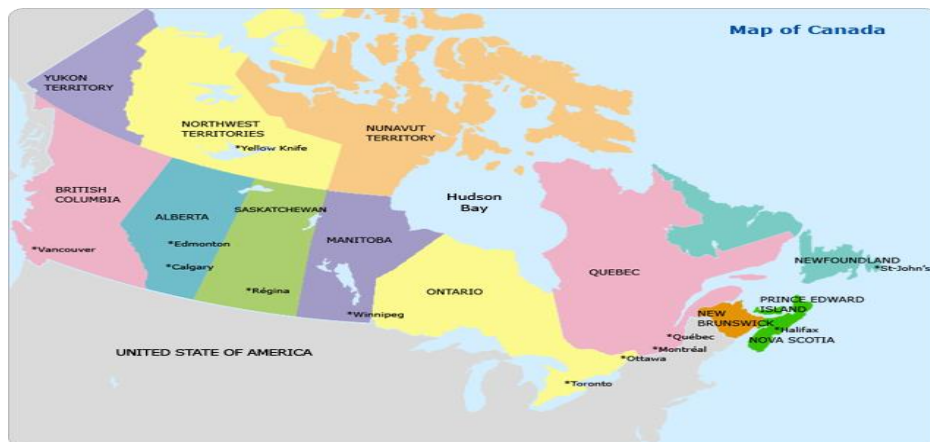 Map of Canada
YUKON
TERRITORY
NORTHWEST
TERRITORIES
*Yellow Knife
NUNAVUT
TERRITORY
BRITISH
COLUMBIA
Hudson
Bay
ALBERTA
SASKATCHEWAN
MANITOBA
*Vancouver
*Edmonton
*Calgary
*Régina
*Winnipeg
ONTARIO
QUEBEC
NEWFOUNDLAND
*St-John's
PRINCE EDWARD
ISLAND
NEW
BRUNSWICK
*Halifax
NOVA SCOTIA
*Québec
*Montréal
*Ottawa
*Toronto
UNITED STATE OF AMERICA